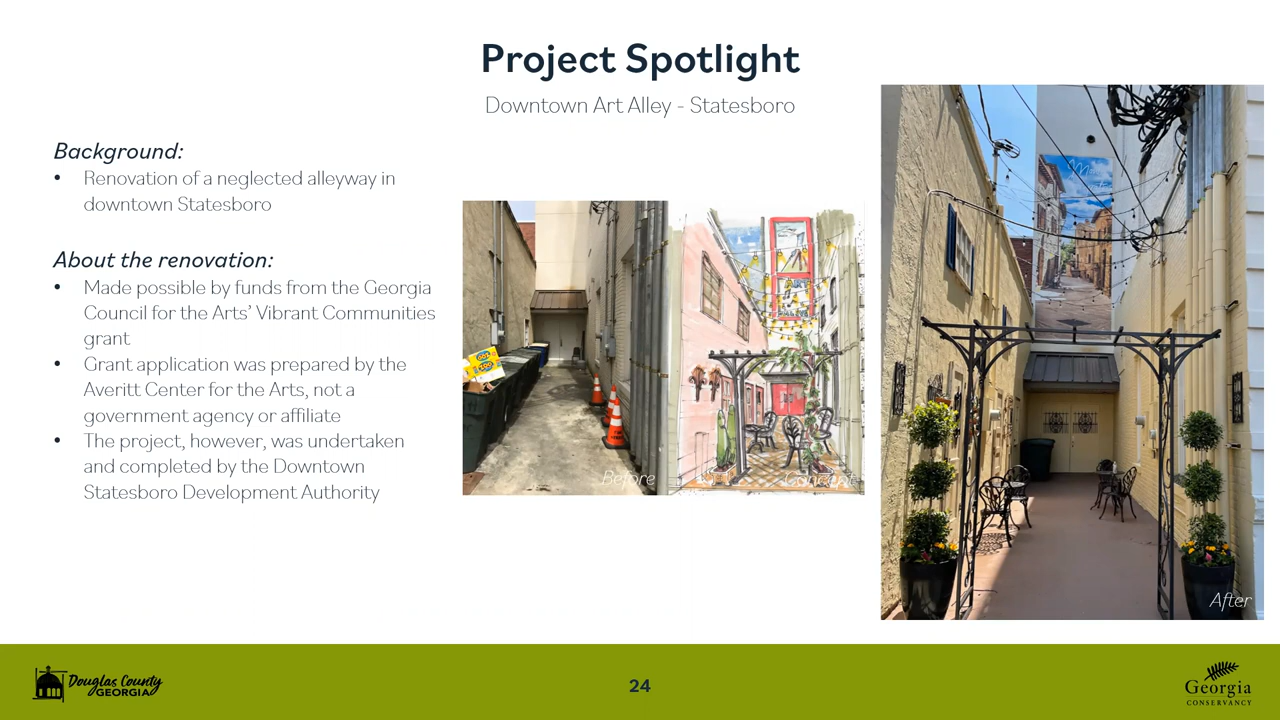 Project Spotlight
Downtown Art Alley - Statesboro
Background:
• Renovation of a neglected alleyway in
downtown Statesboro
About the renovation:
• Made possible by funds from the Georgia
Council for the Arts’ Vibrant Communities
grant
• Grant application was prepared by the
Averitt Center for the Arts, not a
government agency or affiliate
• The project, however, was undertaken
and completed by the Downtown
Statesboro Development Authority
Before
Concept
ART
After
Douglas County
GEORGIA
24
Georgia
CONSERVANCY